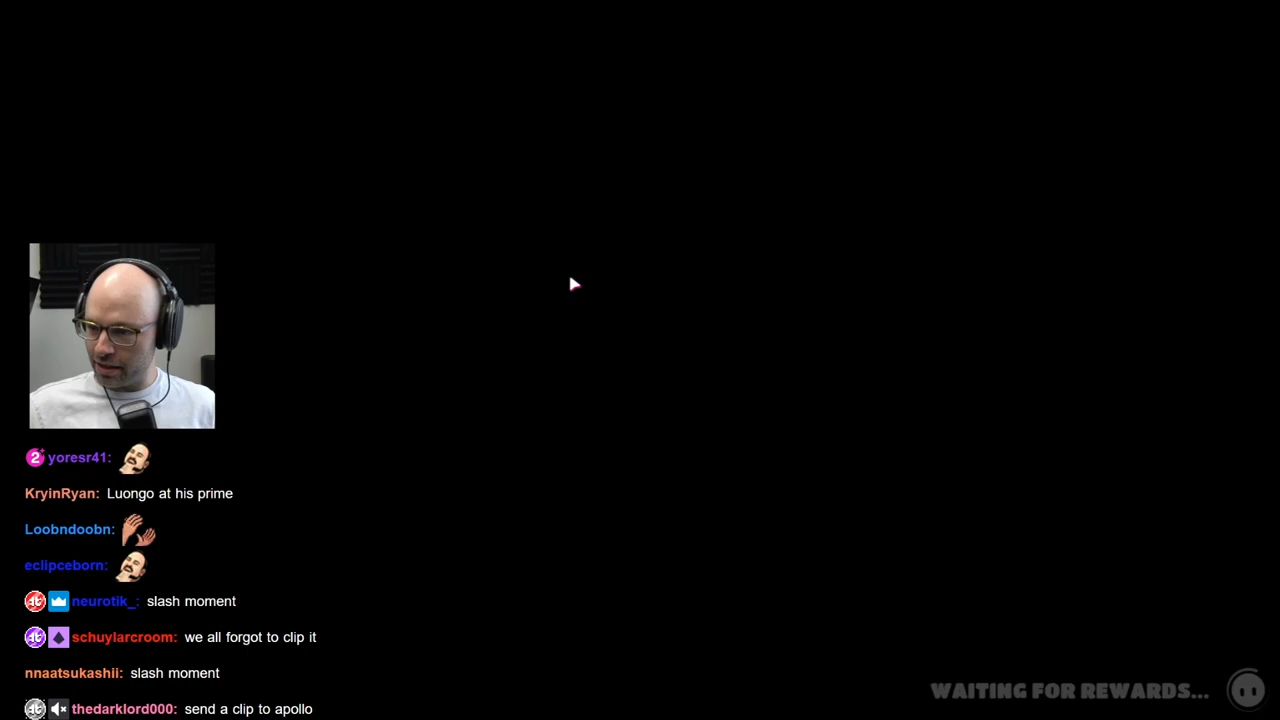 yoresr41:
KryinRyan: Luongo at his prime
Loobndoobn:
eclipceborn:
neurotik_: slash moment
schuylarcroom: we all forgot to clip it
nnaatsukashii: slash moment
thedarklord000: send a clip to apollo
WAITING FOR REWARDS...